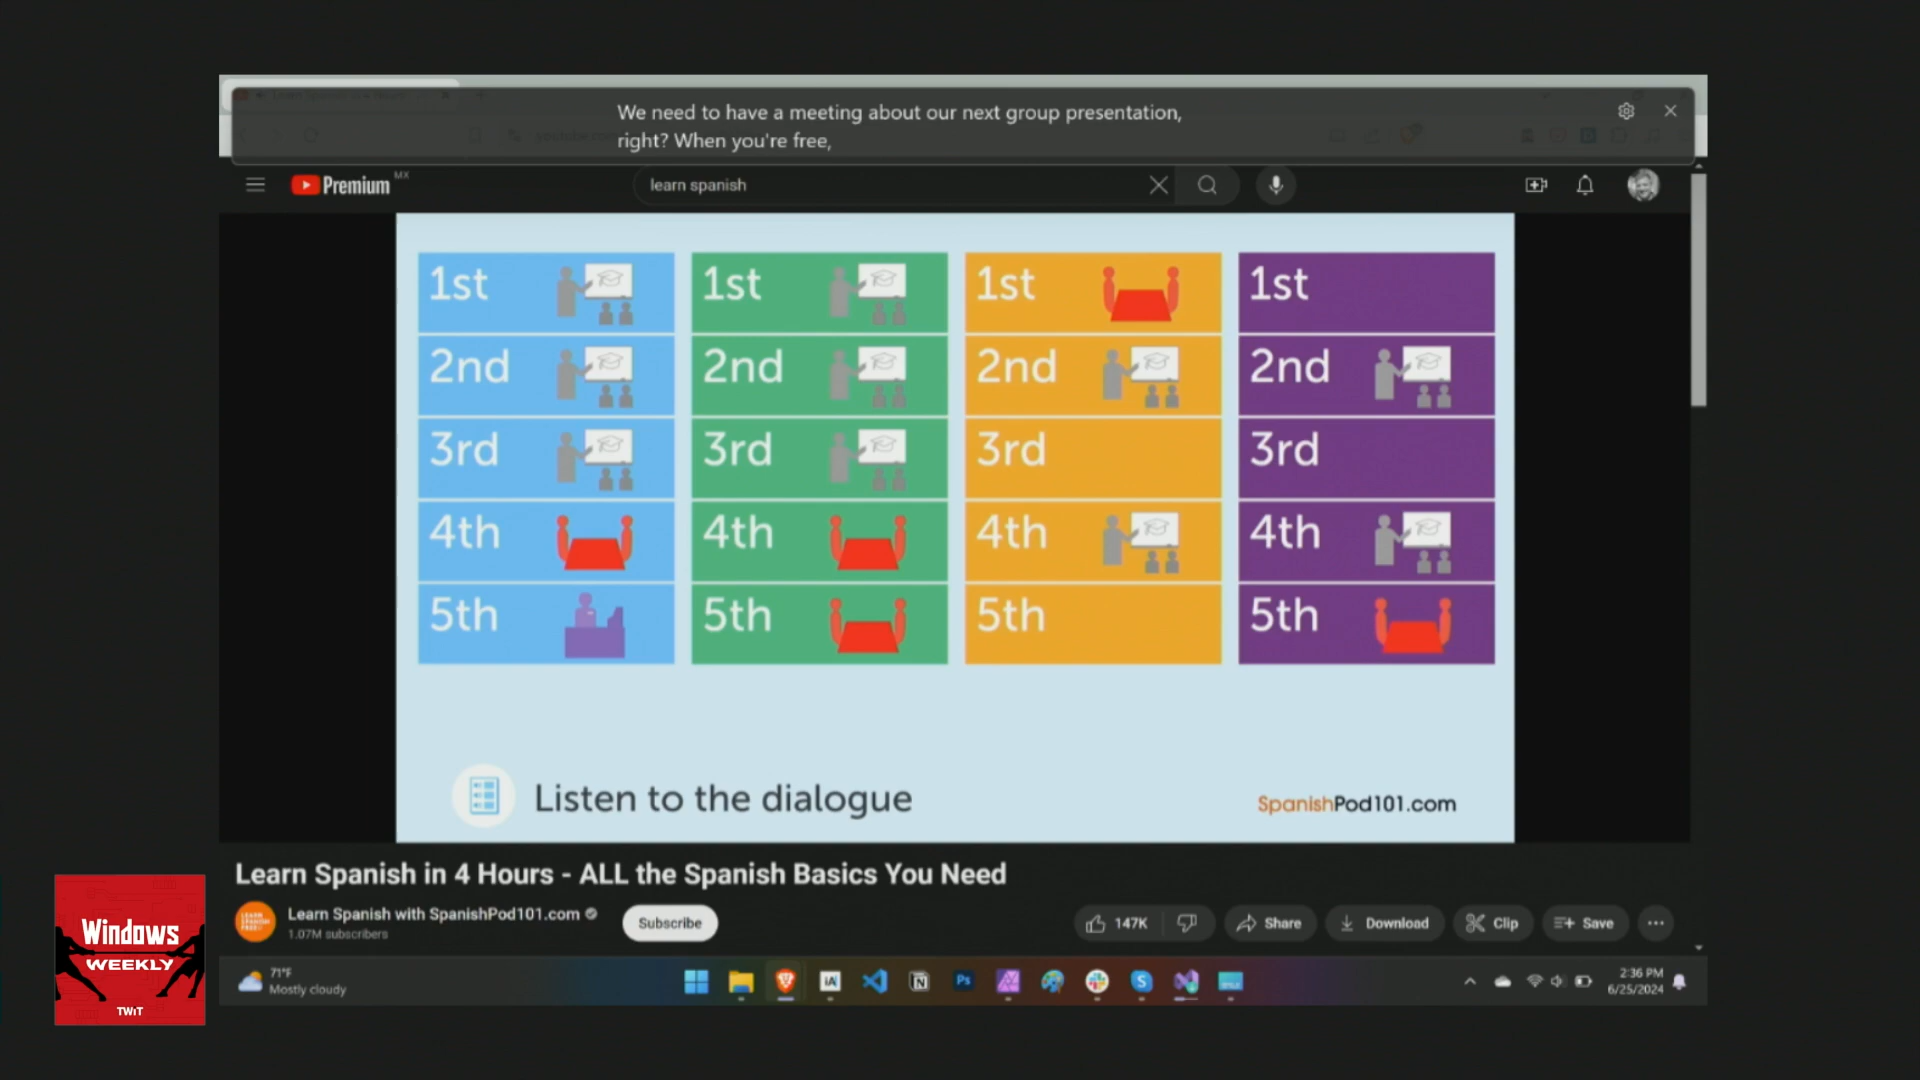 We need to have a meeting about our next group presentation,
right? When you're free,
Premium MX
learn spanish
1st 1st 1st 1st
2nd 2nd 2nd 2nd
3rd 3rd 3rd 3rd
4th 4th 4th 4th
5th 5th 5th 5th
Listen to the dialogue
SpanishPod101.com
Learn Spanish in 4 Hours - ALL the Spanish Basics You Need
Learn Spanish with SpanishPod101.com
1.07M subscribers
Subscribe
147K Share Download Clip Save
71°F
Mostly cloudy
iA N Ps S
2:36 PM
6/25/2024
Windows
WEEKLY
TWiT